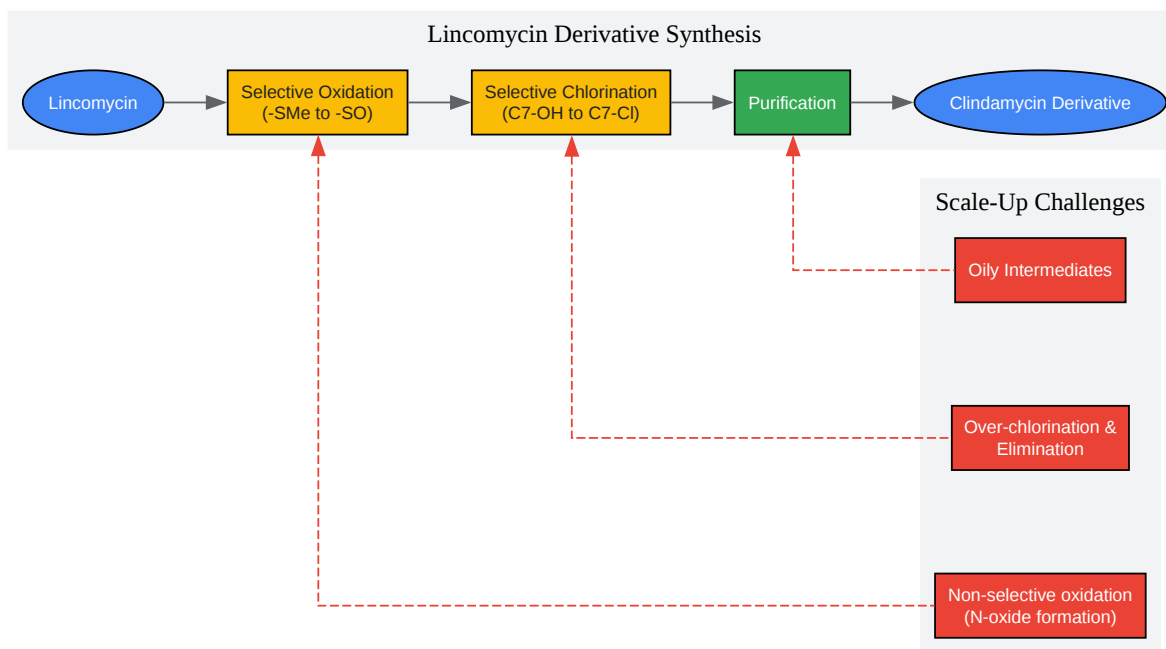 Lincomycin Derivative Synthesis
Lincomycin
Selective Oxidation
(-SMe to -SO)
Selective Chlorination
(C7-OH to C7-Cl)
Purification
Clindamycin Derivative
Scale-Up Challenges
Oily Intermediates
Over-chlorination &
Elimination
Non-selective oxidation
(N-oxide formation)